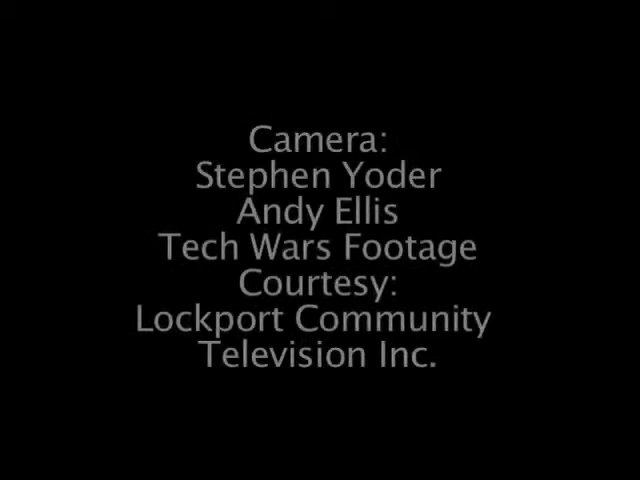 Camera:
Stephen Yoder
Andy Ellis
Tech Wars Footage
Courtesy:
Lockport Community
Television Inc.